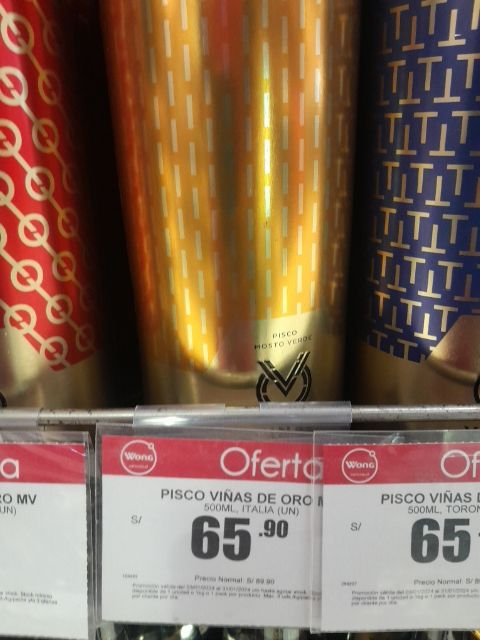 PISCO
MOSTO VERDE
a
RO MV
UN)
Wong
Oferta
PISCO VIÑAS DE ORO M
500ML, ITALIA (UN)
S/
65.90
Precio Normal: S/ 89.90
Wong
Of
PISCO VIÑAS D
500ML, TORON
S/
65
Precio Normal: S/ 8